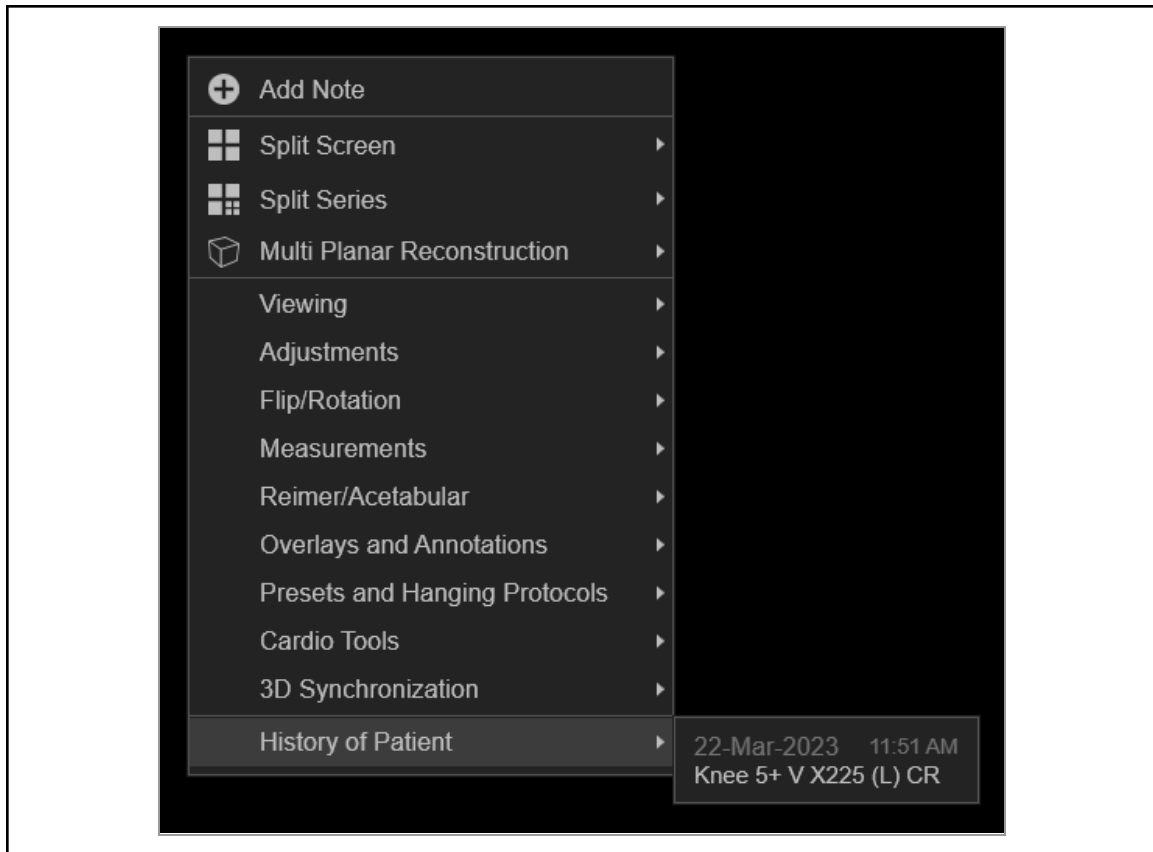 Add Note
Split Screen
Split Series
Multi Planar Reconstruction
Viewing
Adjustments
Flip/Rotation
Measurements
Reimer/Acetabular
Overlays and Annotations
Presets and Hanging Protocols
Cardio Tools
3D Synchronization
History of Patient
22-Mar-2023 11:51 AM
Knee 5+ V X225 (L) CR